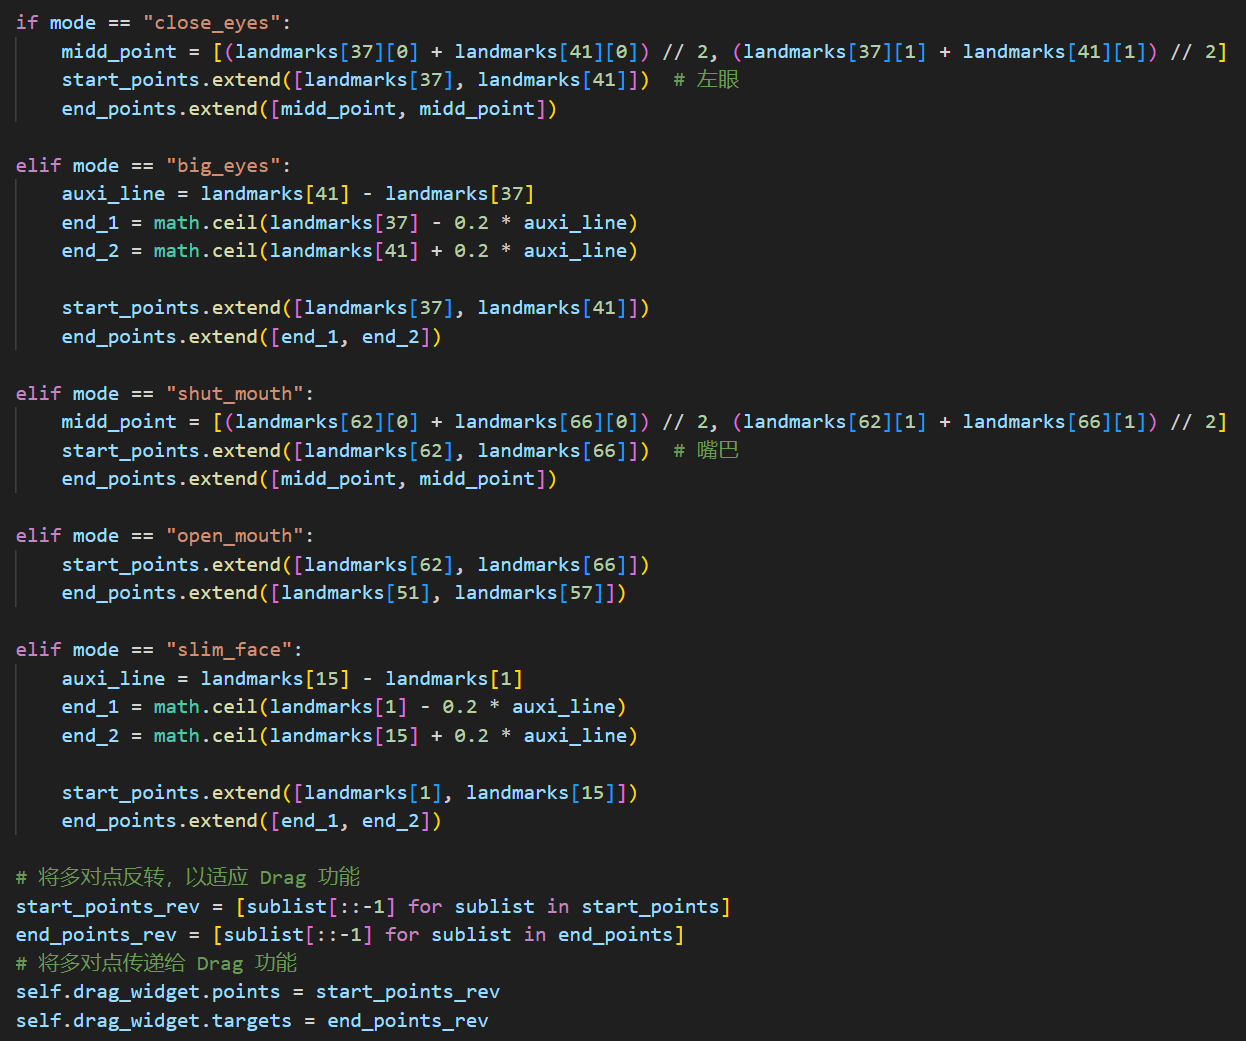 if mode == "close_eyes":
    midd_point = [(landmarks[37][0] + landmarks[41][0]) // 2, (landmarks[37][1] + landmarks[41][1]) // 2]
    start_points.extend([landmarks[37], landmarks[41]])  # 左眼
    end_points.extend([midd_point, midd_point])

elif mode == "big_eyes":
    auxi_line = landmarks[41] - landmarks[37]
    end_1 = math.ceil(landmarks[37] - 0.2 * auxi_line)
    end_2 = math.ceil(landmarks[41] + 0.2 * auxi_line)

    start_points.extend([landmarks[37], landmarks[41]])
    end_points.extend([end_1, end_2])

elif mode == "shut_mouth":
    midd_point = [(landmarks[62][0] + landmarks[66][0]) // 2, (landmarks[62][1] + landmarks[66][1]) // 2]
    start_points.extend([landmarks[62], landmarks[66]])  # 嘴巴
    end_points.extend([midd_point, midd_point])

elif mode == "open_mouth":
    start_points.extend([landmarks[62], landmarks[66]])
    end_points.extend([landmarks[51], landmarks[57]])

elif mode == "slim_face":
    auxi_line = landmarks[15] - landmarks[1]
    end_1 = math.ceil(landmarks[1] - 0.2 * auxi_line)
    end_2 = math.ceil(landmarks[15] + 0.2 * auxi_line)

    start_points.extend([landmarks[1], landmarks[15]])
    end_points.extend([end_1, end_2])

# 将多对点反转，以适应 Drag 功能
start_points_rev = [sublist[::-1] for sublist in start_points]
end_points_rev = [sublist[::-1] for sublist in end_points]
# 将多对点传递给 Drag 功能
self.drag_widget.points = start_points_rev
self.drag_widget.targets = end_points_rev